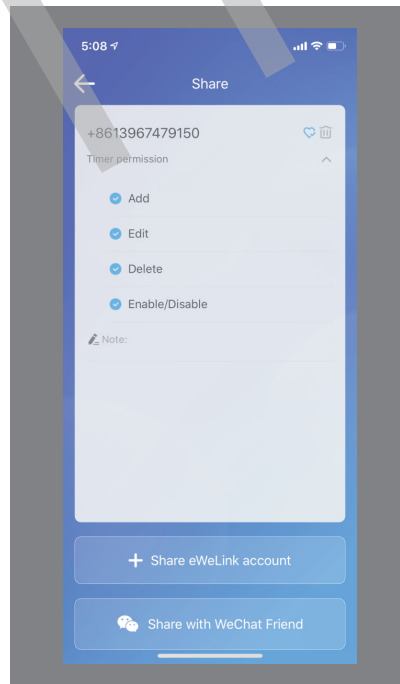 5:08
Share
+8613967479150
Timer permission
Add
Edit
Delete
Enable/Disable
Note:
Share eWeLink account
Share with WeChat Friend